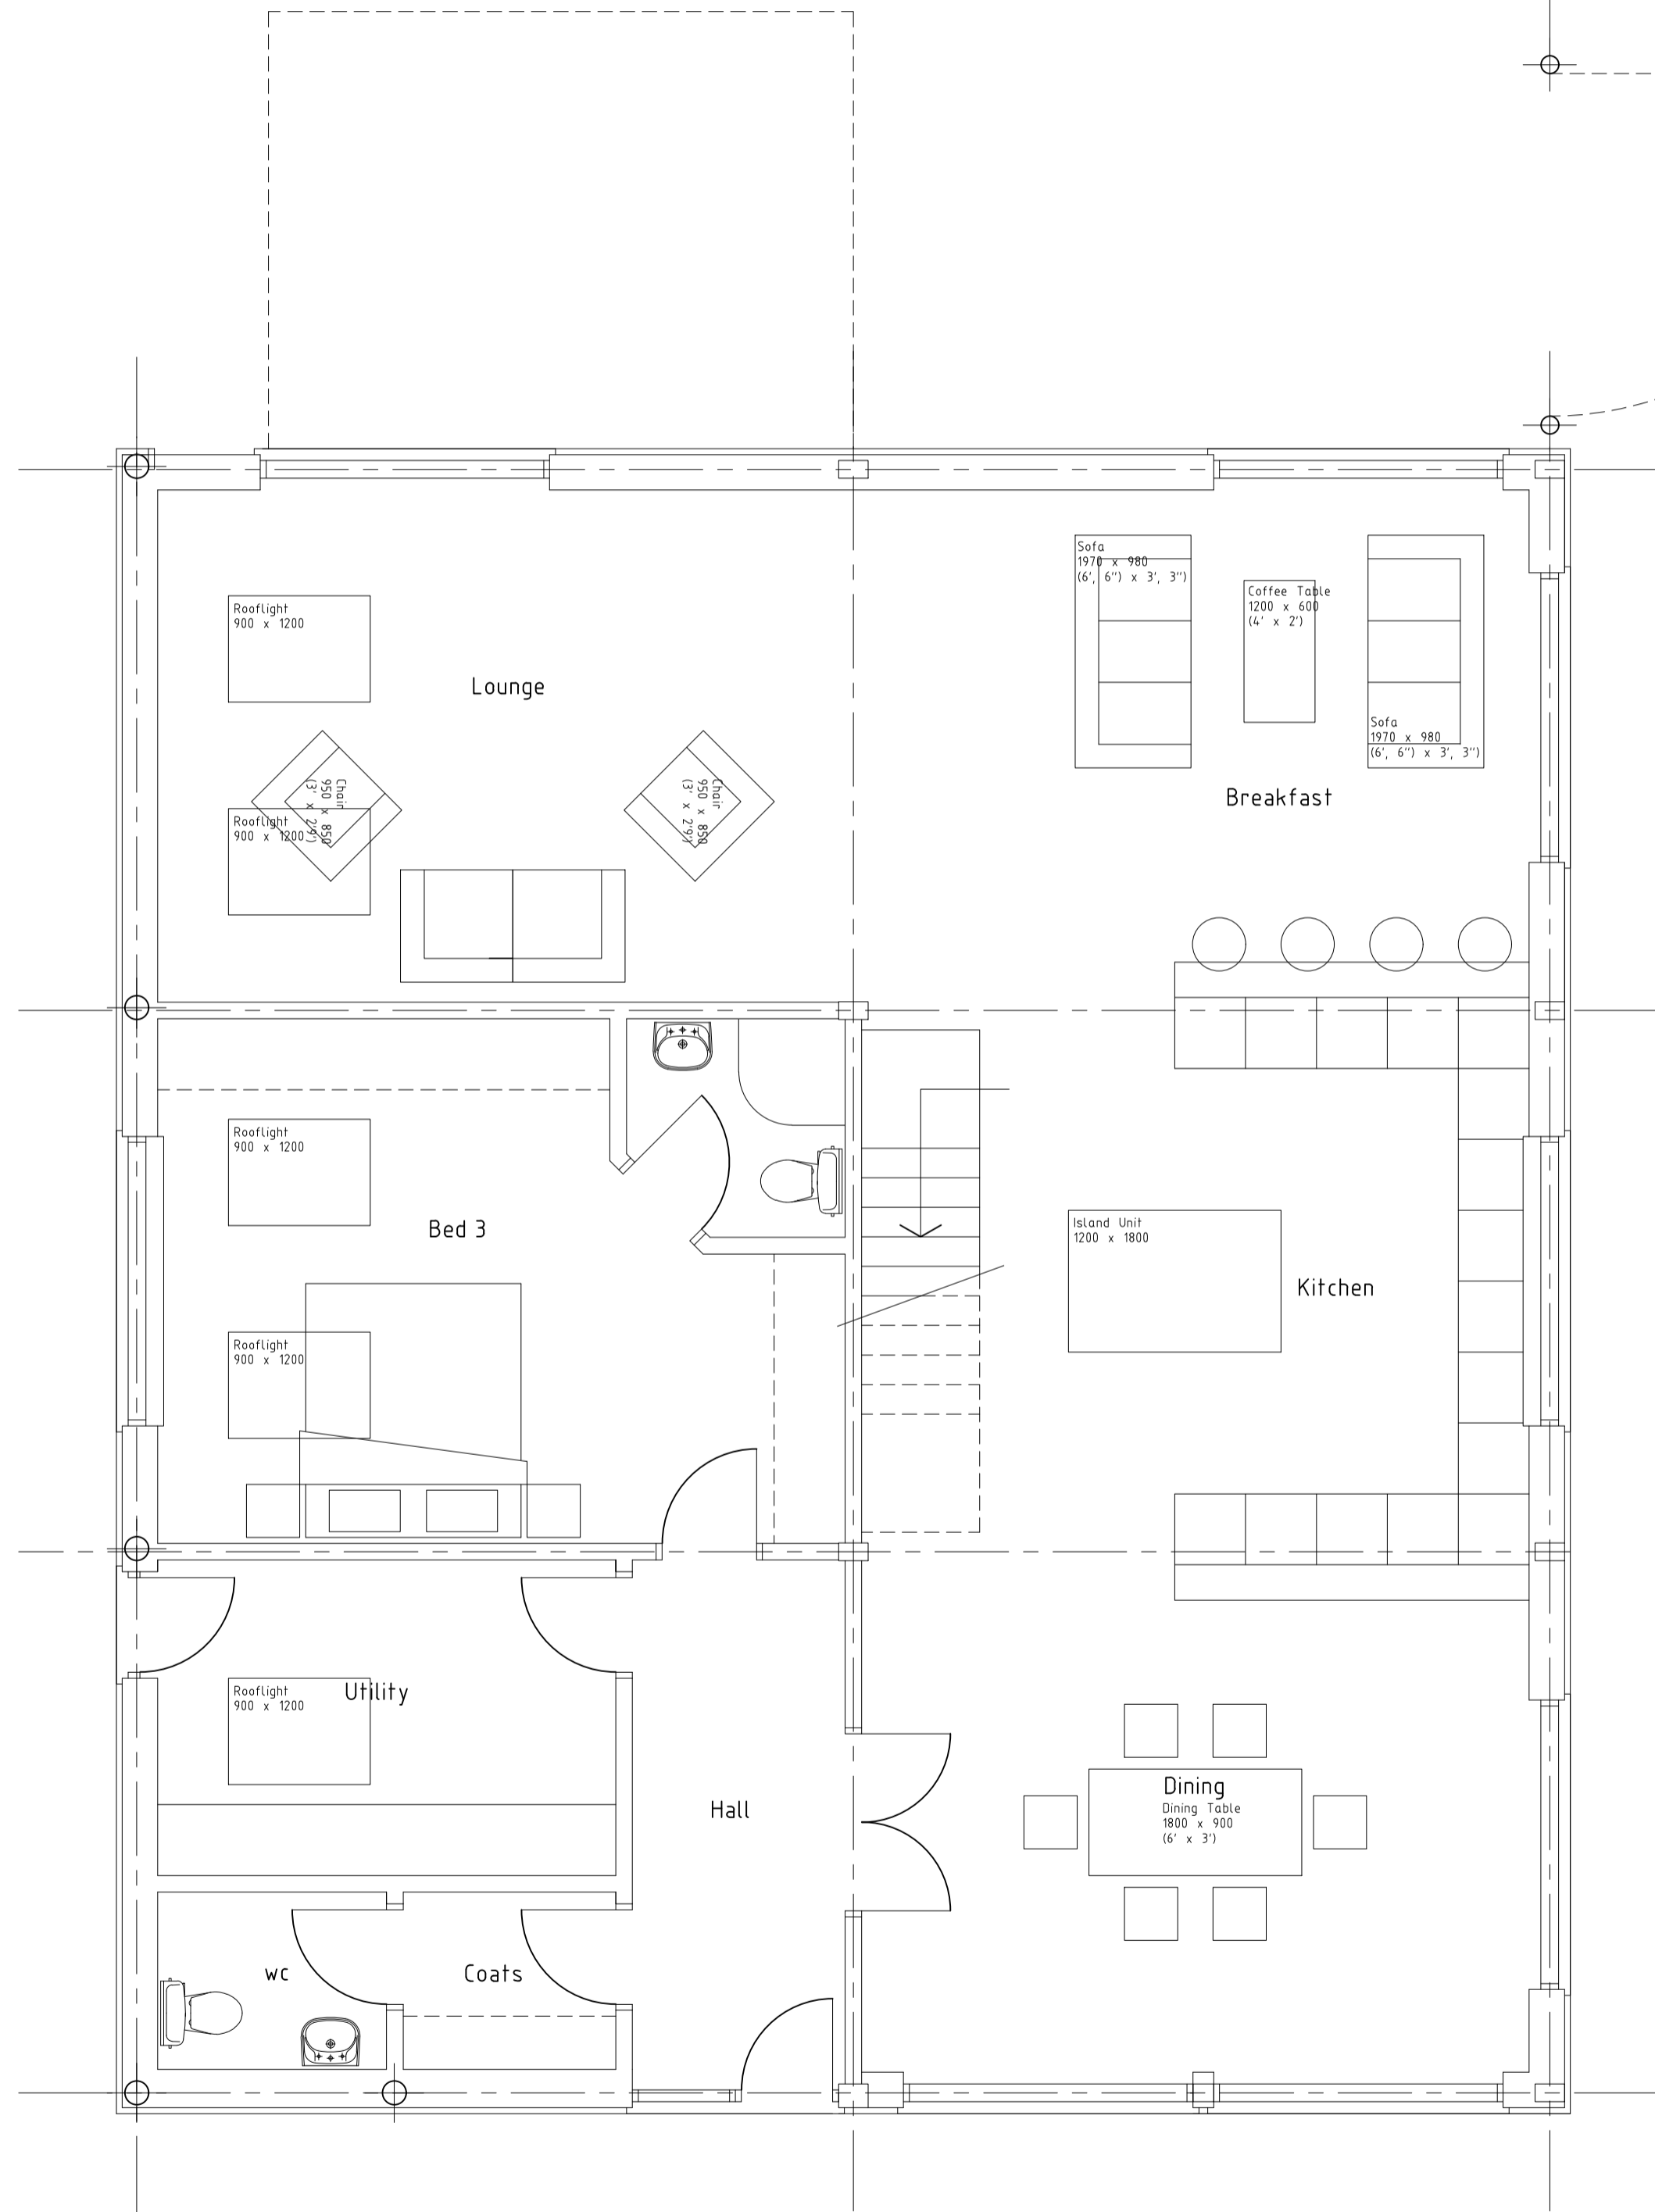 Sofa
1970 x 980
(6', 6'') x 3', 3'')
Coffee Table
1200 x 600
(4' x 2')
Rooflight
900 x 1200
Lounge
Sofa
1970 x 980
(6', 6'') x 3', 3'')
Chair
950 x 850
(3' x 2'9')
Chair
950 x 850
(3' x 2'9')
Breakfast
Rooflight
900 x 1200
Rooflight
900 x 1200
Bed 3
Island Unit
1200 x 1800
Kitchen
Rooflight
900 x 1200
Rooflight
900 x 1200
Utility
Hall
Dining
Dining Table
1800 x 900
(6' x 3')
wc
Coats